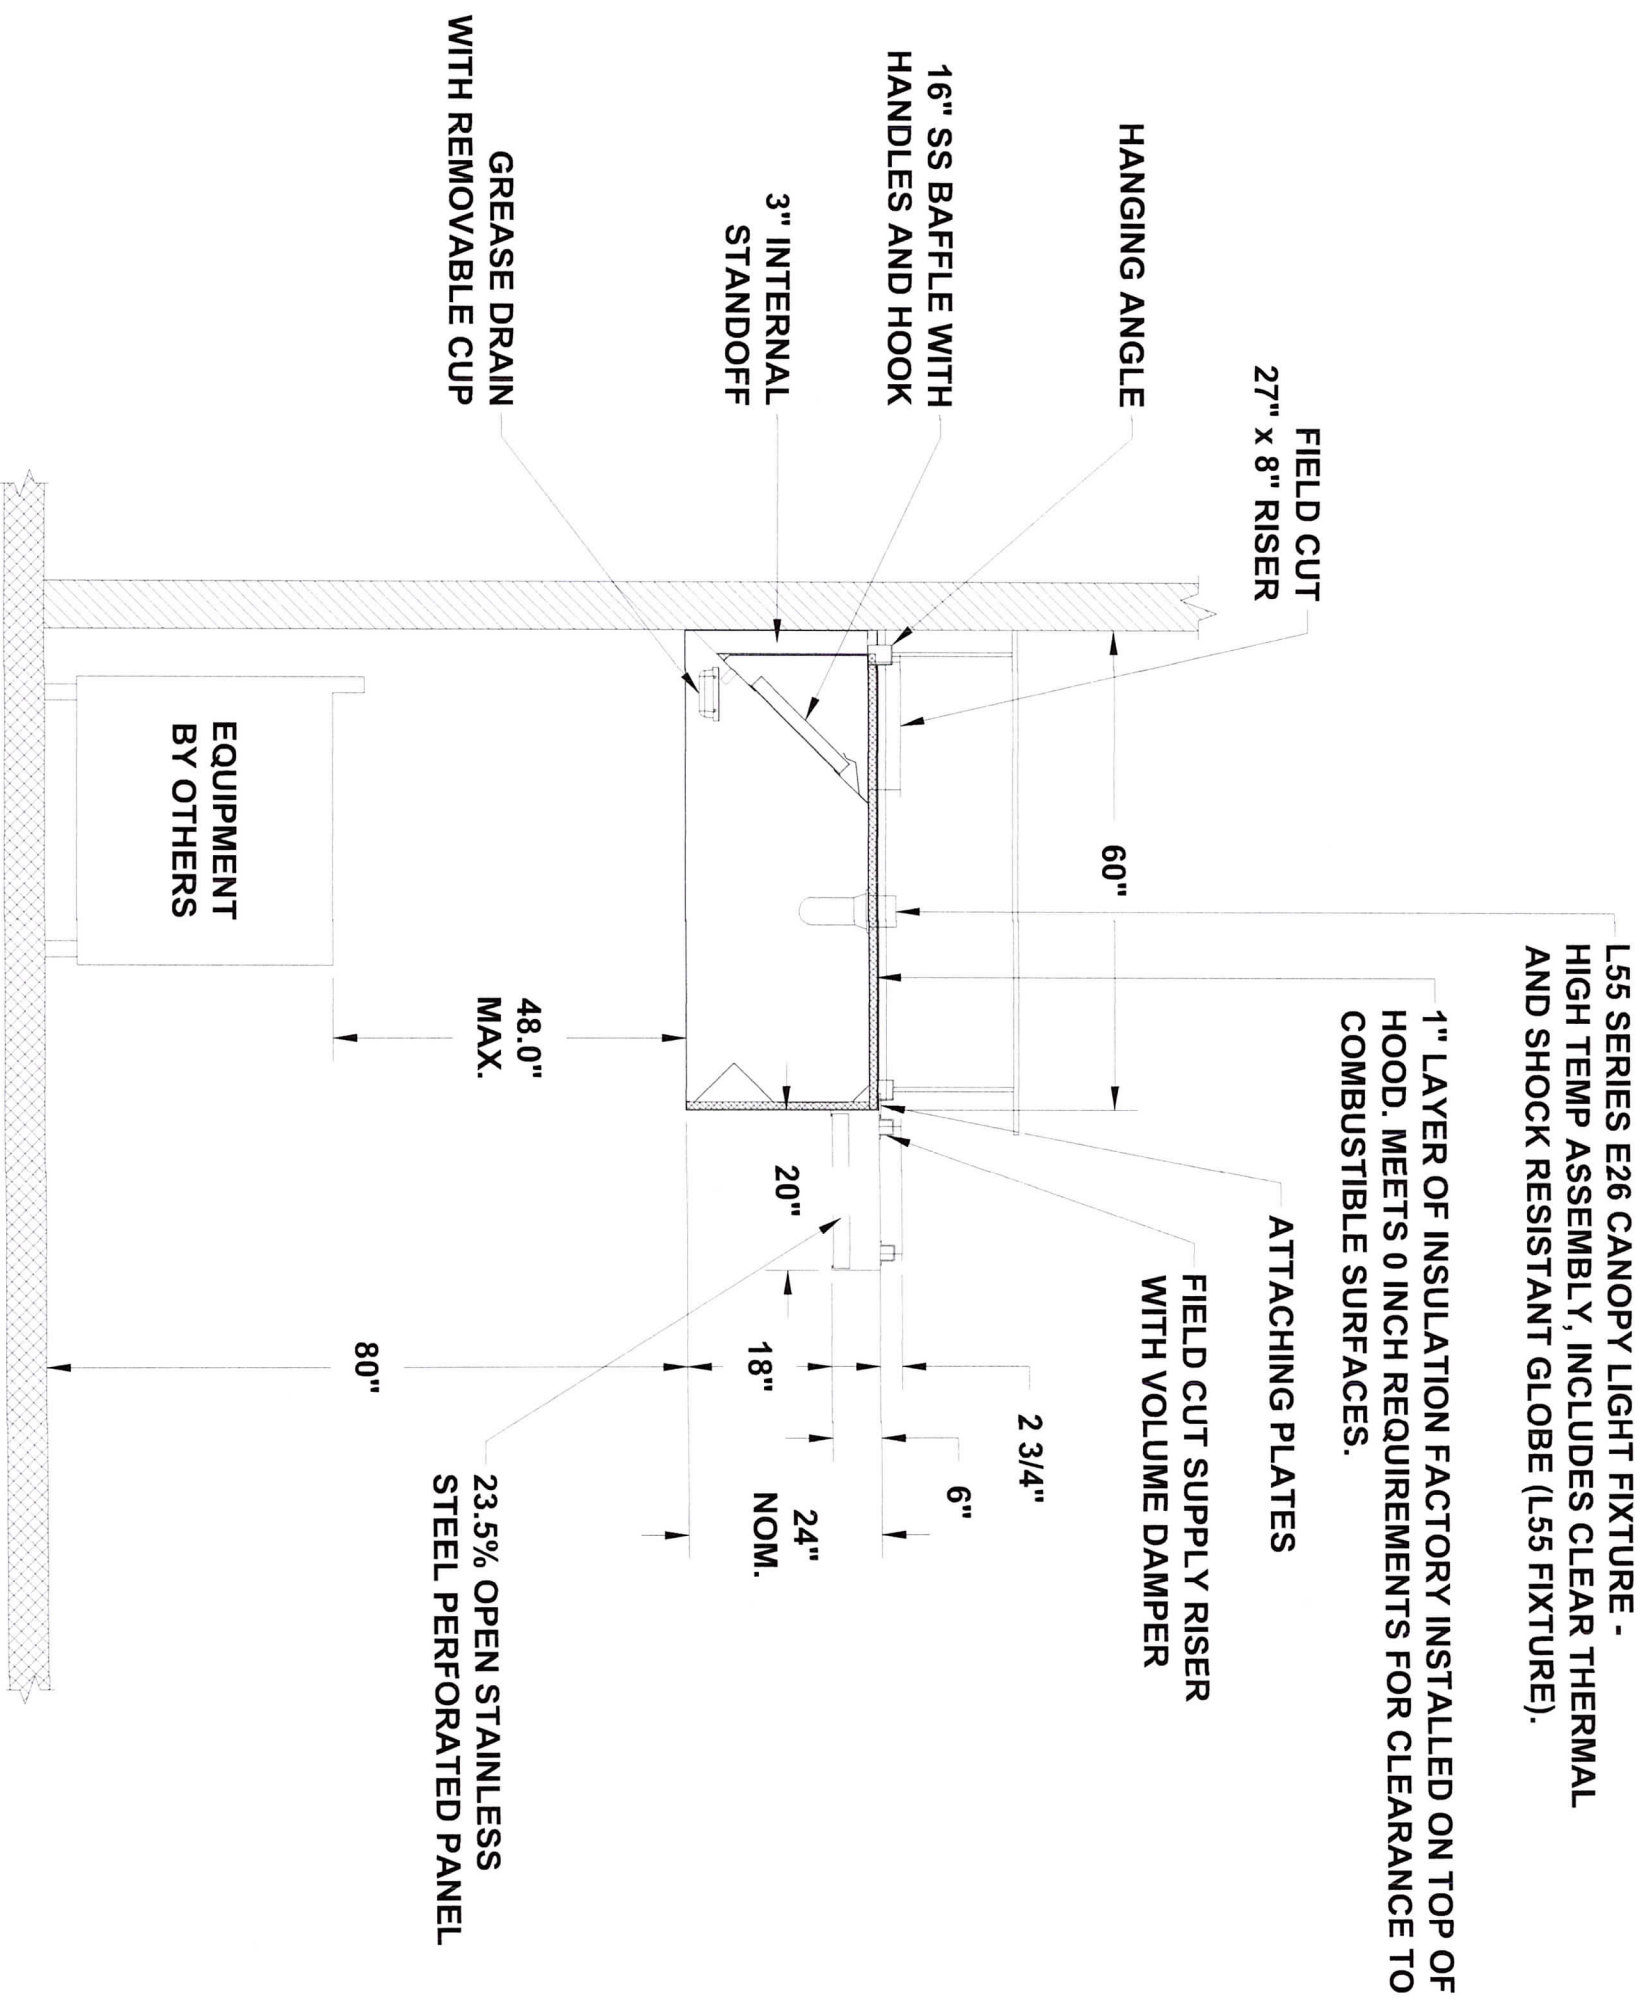 L55 SERIES E26 CANOPY LIGHT FIXTURE -
HIGH TEMP ASSEMBLY, INCLUDES CLEAR THERMAL
AND SHOCK RESISTANT GLOBE (L55 FIXTURE).
1" LAYER OF INSULATION FACTORY INSTALLED ON TOP OF
HOOD. MEETS 0 INCH REQUIREMENTS FOR CLEARANCE TO
COMBUSTIBLE SURFACES.
FIELD CUT
27" x 8" RISER
ATTACHING PLATES
HANGING ANGLE
60"
FIELD CUT SUPPLY RISER
WITH VOLUME DAMPER
16" SS BAFFLE WITH
HANDLES AND HOOK
2 3/4"
6"
3" INTERNAL
STANDOFF
20"
18"
24"
NOM.
GREASE DRAIN
WITH REMOVABLE CUP
48.0"
MAX.
23.5% OPEN STAINLESS
STEEL PERFORATED PANEL
80"
EQUIPMENT
BY OTHERS